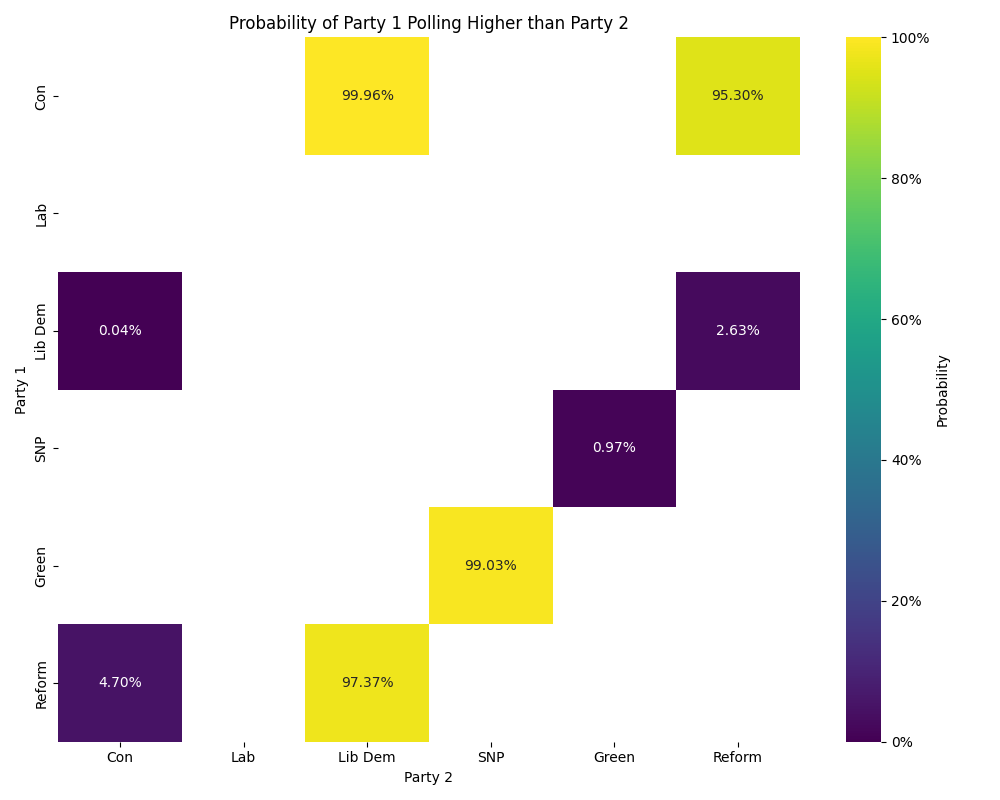 Probability of Party 1 Polling Higher than Party 2
Party 1
Con
99.96%
95.30%
Lab
Lib Dem
0.04%
2.63%
SNP
0.97%
Green
99.03%
Reform
4.70%
97.37%
Con
Lab
Lib Dem
SNP
Green
Reform
Party 2
100%
80%
60%
40%
20%
0%
Probability